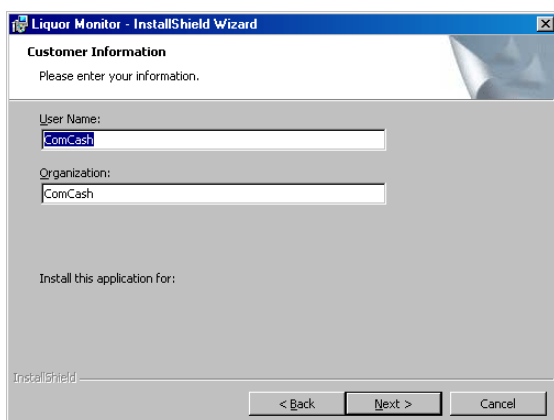 Liquor Monitor - InstallShield Wizard
Customer Information
Please enter your information.
User Name:
ComCash
Organization:
ComCash
Install this application for:
InstallShield
< Back Next > Cancel